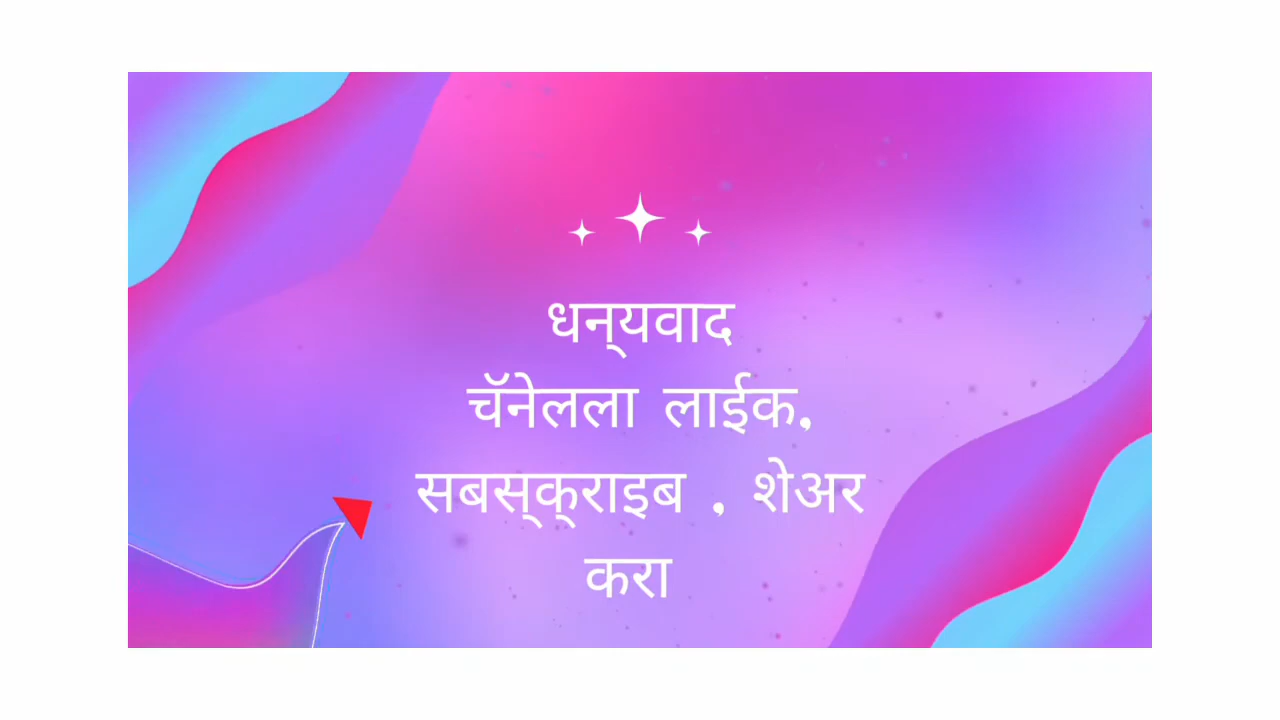 धन्यवाद
चॅनेलला लाईक,
सबस्क्राइब , शेअर
करा